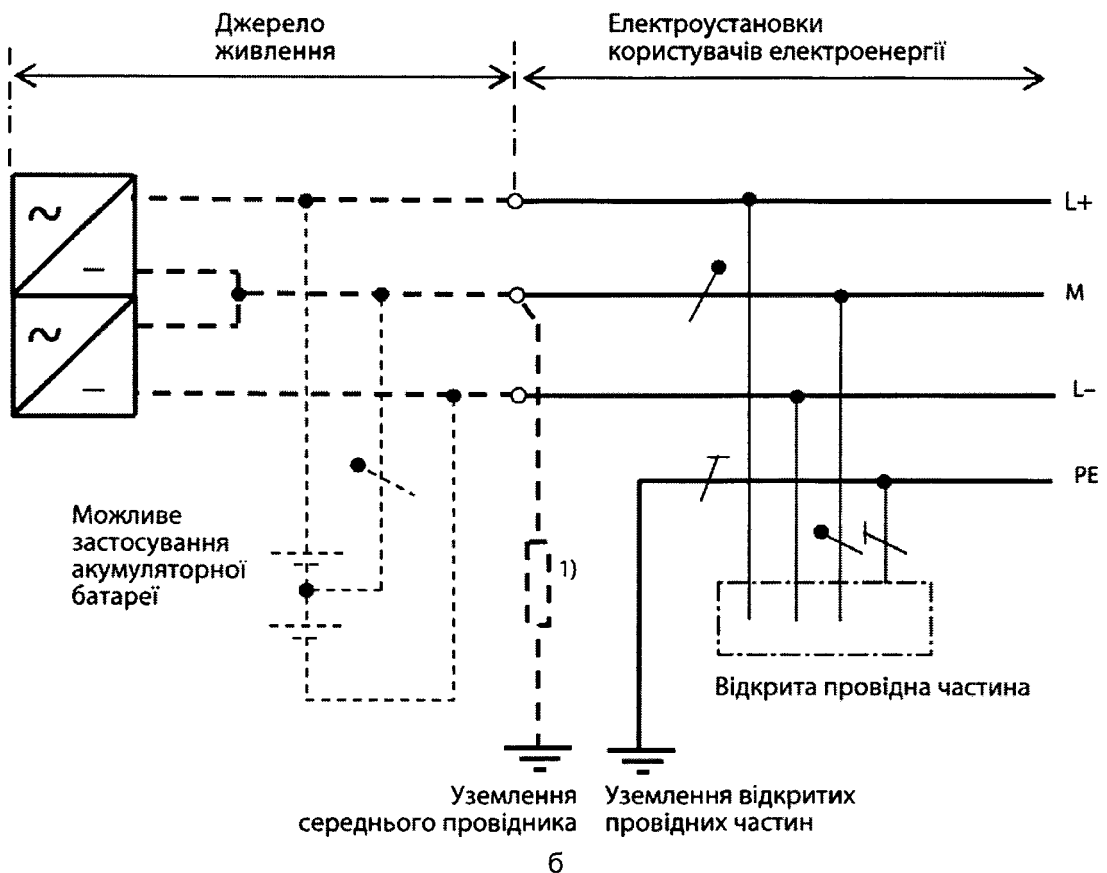 Джерело
живлення
Електроустановки
користувачів електроенергії
L+
M
L–
PE
Можливе
застосування
акумуляторної
батареї
1)
Відкрита провідна частина
Уземлення
середнього провідника
Уземлення відкритих
провідних частин
б